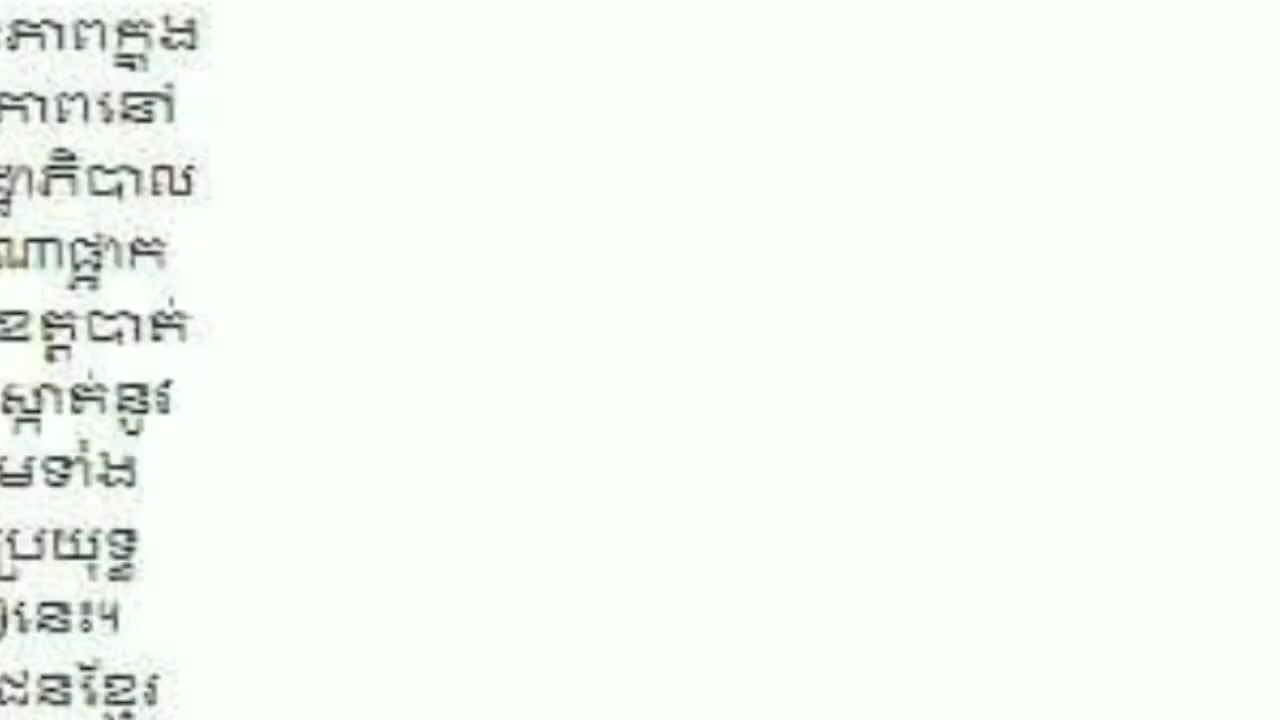 ភាពក្នុង
ភាពនៅ
ភិបាល
ណាផ្អាក
ខេត្តបាត់
ស្កាត់នូវ
មទាំង
ប្រយុទ្ធ
នេះ។
ជនខ្មែរ